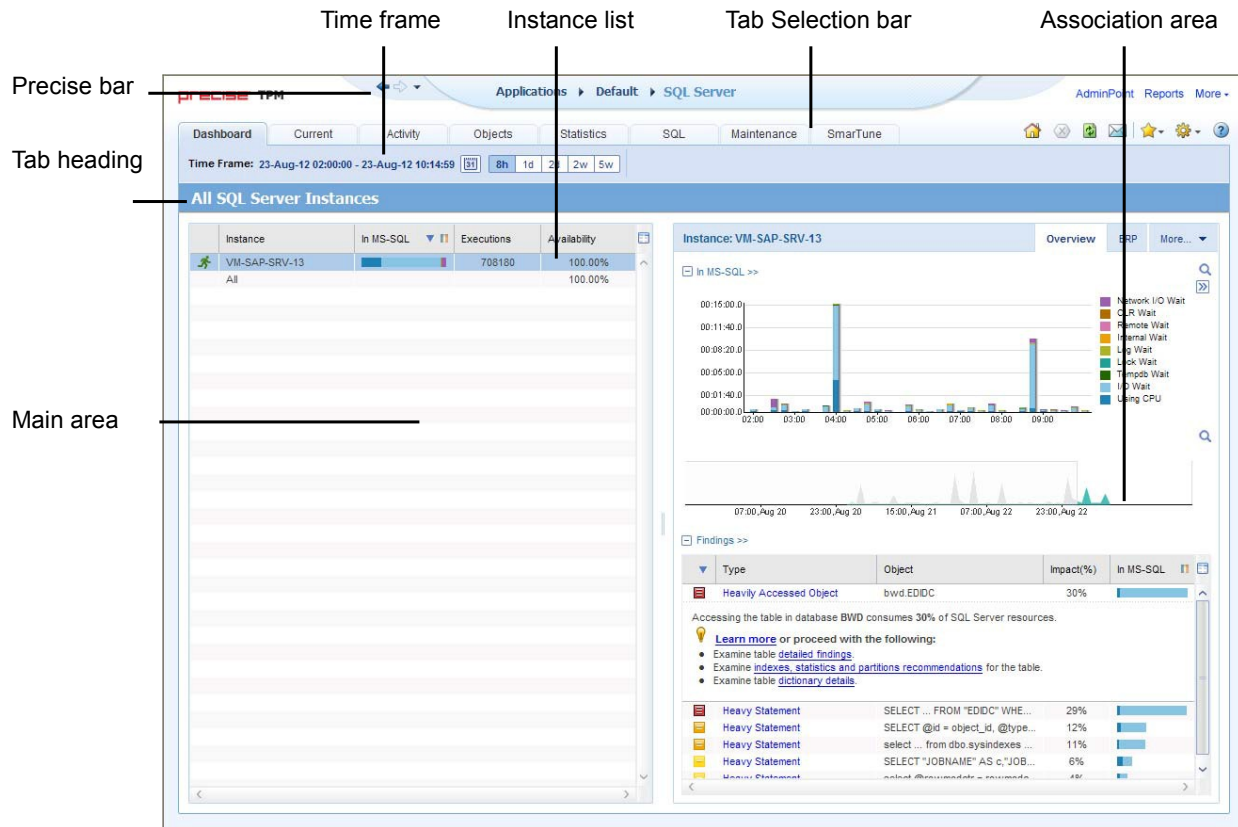 Time frame
Instance list
Tab Selection bar
Association area
Precise bar
precise TPM
Applications Default SQL Server
AdminPoint Reports More
Dashboard Current Activity Objects Statistics SQL Maintenance SmarTune
Tab heading
Time Frame: 23-Aug-12 02:00:00 - 23-Aug-12 10:14:59 31 8h 1d 2d 2w 5w
All SQL Server Instances
Instance In MS-SQL Executions Availability
VM-SAP-SRV-13 708180 100.00%
All 100.00%
Main area
Instance: VM-SAP-SRV-13 Overview ERP More...
In MS-SQL >>
00:15:00.0
00:11:40.0
00:08:20.0
00:05:00.0
00:01:40.0
00:00:00.0
02:00 03:00 04:00 05:00 06:00 07:00 08:00 09:00
Network I/O Wait
CLR Wait
Remote Wait
Internal Wait
Log Wait
Lock Wait
Tempdb Wait
I/O Wait
Using CPU
07:00,Aug 20 23:00,Aug 20 15:00,Aug 21 07:00,Aug 22 23:00,Aug 22
Findings >>
Type Object Impact(%) In MS-SQL
Heavily Accessed Object bwd.EDIDC 30%
Accessing the table in database BWD consumes 30% of SQL Server resources.
Learn more or proceed with the following:
Examine table detailed findings.
Examine indexes, statistics and partitions recommendations for the table.
Examine table dictionary details.
Heavy Statement SELECT ... FROM "EDIDC" WHE... 29%
Heavy Statement SELECT @id = object_id, @type... 12%
Heavy Statement select ... from dbo.sysindexes ... 11%
Heavy Statement SELECT "JOBNAME" AS c,"JOB... 6%
Heavy Statement select 4%